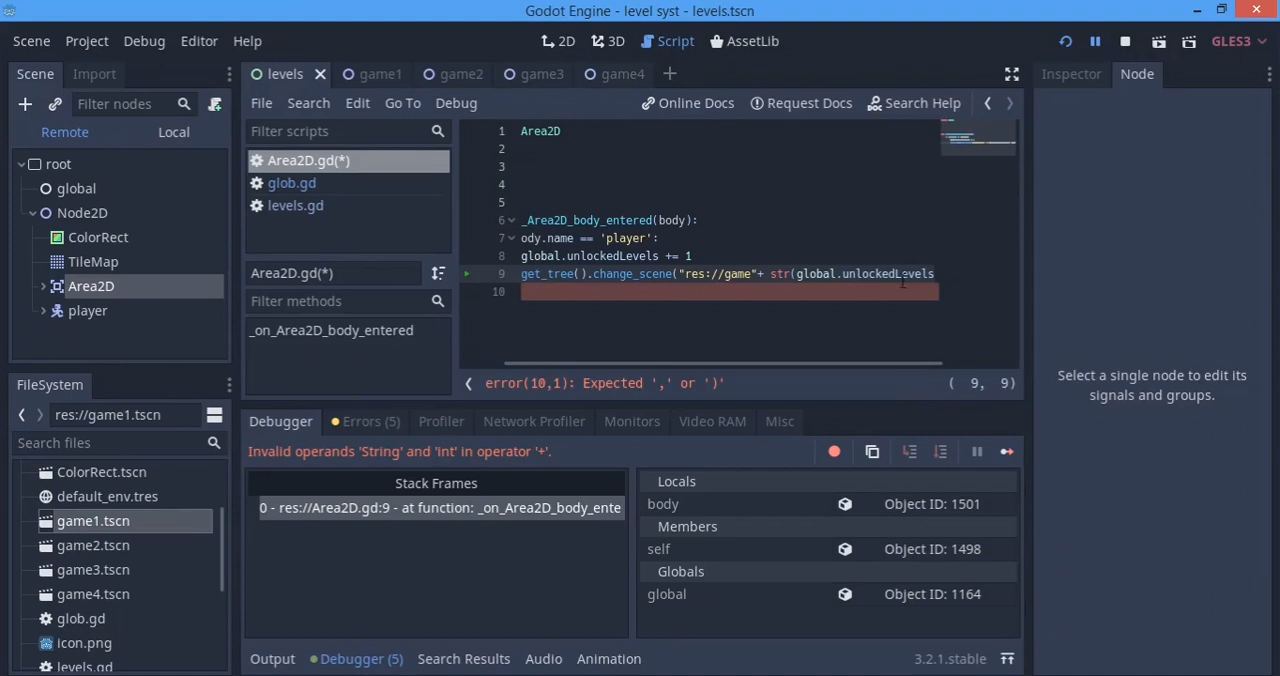 Godot Engine - level syst - levels.tscn
Scene Project Debug Editor Help
2D 3D Script AssetLib
GLES3
Scene Import
levels game1 game2 game3 game4
Inspector Node
Filter nodes
File Search Edit Go To Debug
Online Docs Request Docs Search Help
Remote Local
Filter scripts
1 Area2D
2
3
4
5
6 _Area2D_body_entered(body):
7 ody.name == 'player':
8 global.unlockedLevels += 1
9 get_tree().change_scene("res://game"+ str(global.unlockedLevels
10
root
global
Node2D
ColorRect
TileMap
Area2D
player
Area2D.gd(*)
glob.gd
levels.gd
Area2D.gd(*)
Filter methods
_on_Area2D_body_entered
error(10,1): Expected ',' or ')'
( 9, 9)
Select a single node to edit its
signals and groups.
FileSystem
res://game1.tscn
Search files
ColorRect.tscn
default_env.tres
game1.tscn
game2.tscn
game3.tscn
game4.tscn
glob.gd
icon.png
levels.gd
Debugger Errors (5) Profiler Network Profiler Monitors Video RAM Misc
Invalid operands 'String' and 'int' in operator '+'.
Stack Frames
0 - res://Area2D.gd:9 - at function: _on_Area2D_body_ente
Locals
body Object ID: 1501
Members
self Object ID: 1498
Globals
global Object ID: 1164
Output Debugger (5) Search Results Audio Animation
3.2.1.stable